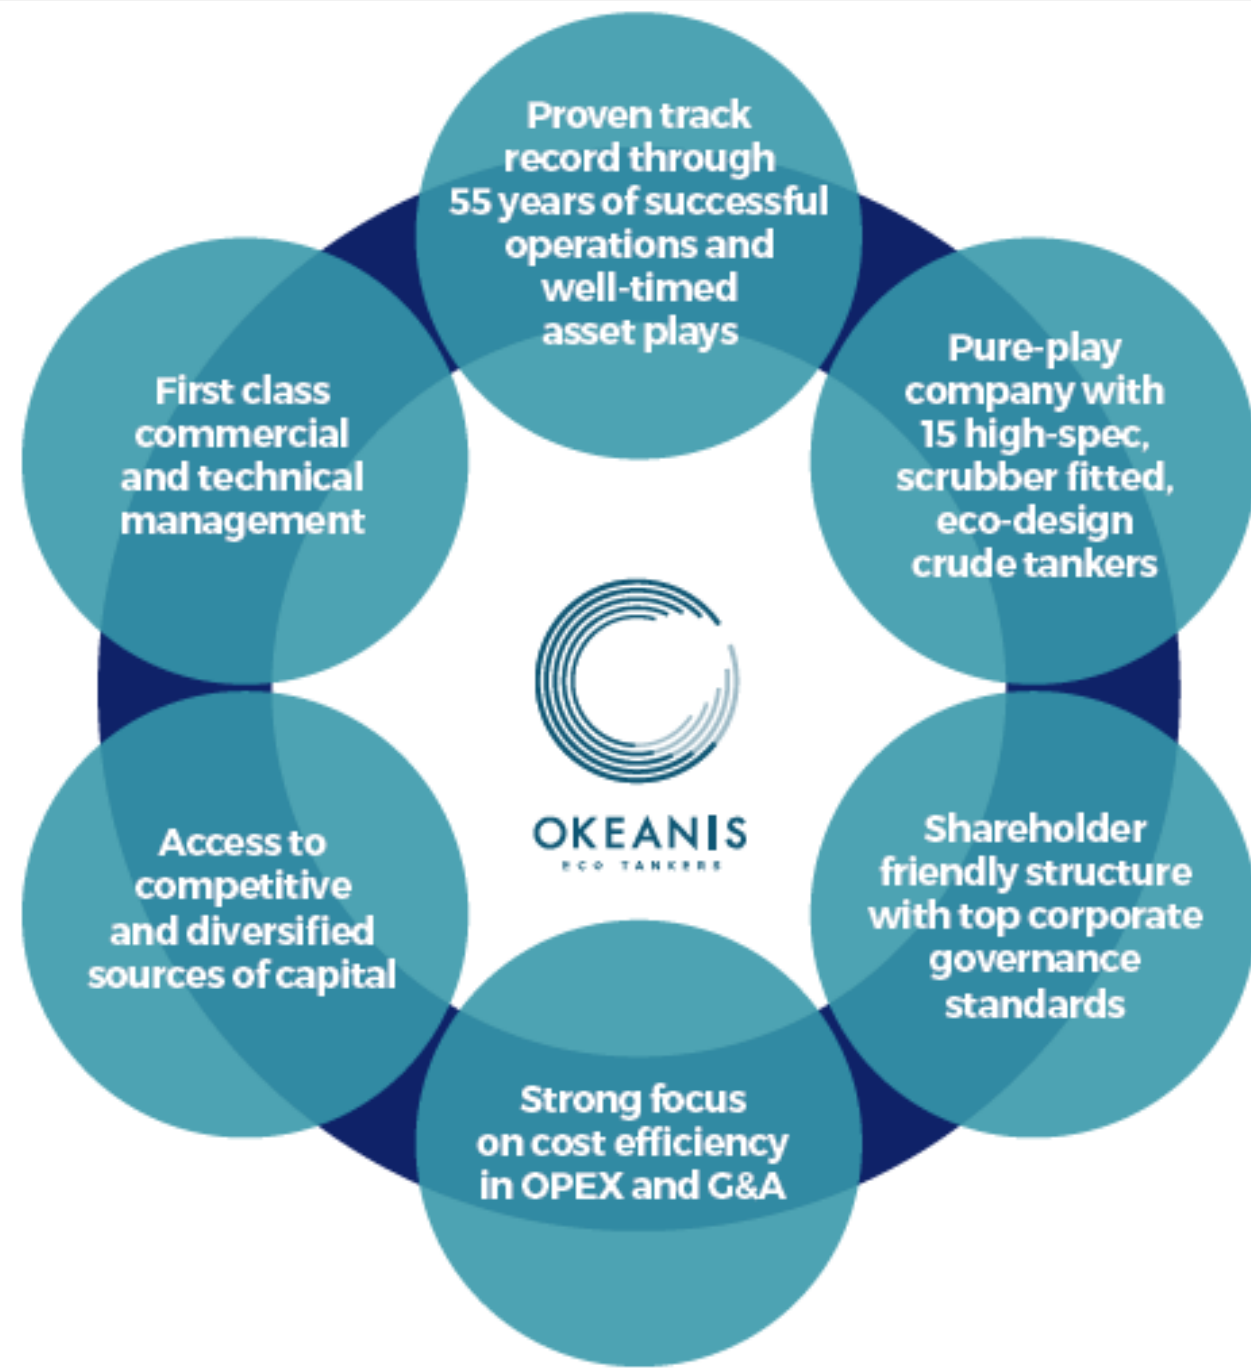 Proven track
record through
55 years of successful
operations and
well-timed
asset plays
Pure-play
company with
15 high-spec,
scrubber fitted,
eco-design
crude tankers
Shareholder
friendly structure
with top corporate
governance
standards
Strong focus
on cost efficiency
in OPEX and G&A
Access to
competitive
and diversified
sources of capital
First class
commercial
and technical
management
OKEANIS
ECO TANKERS